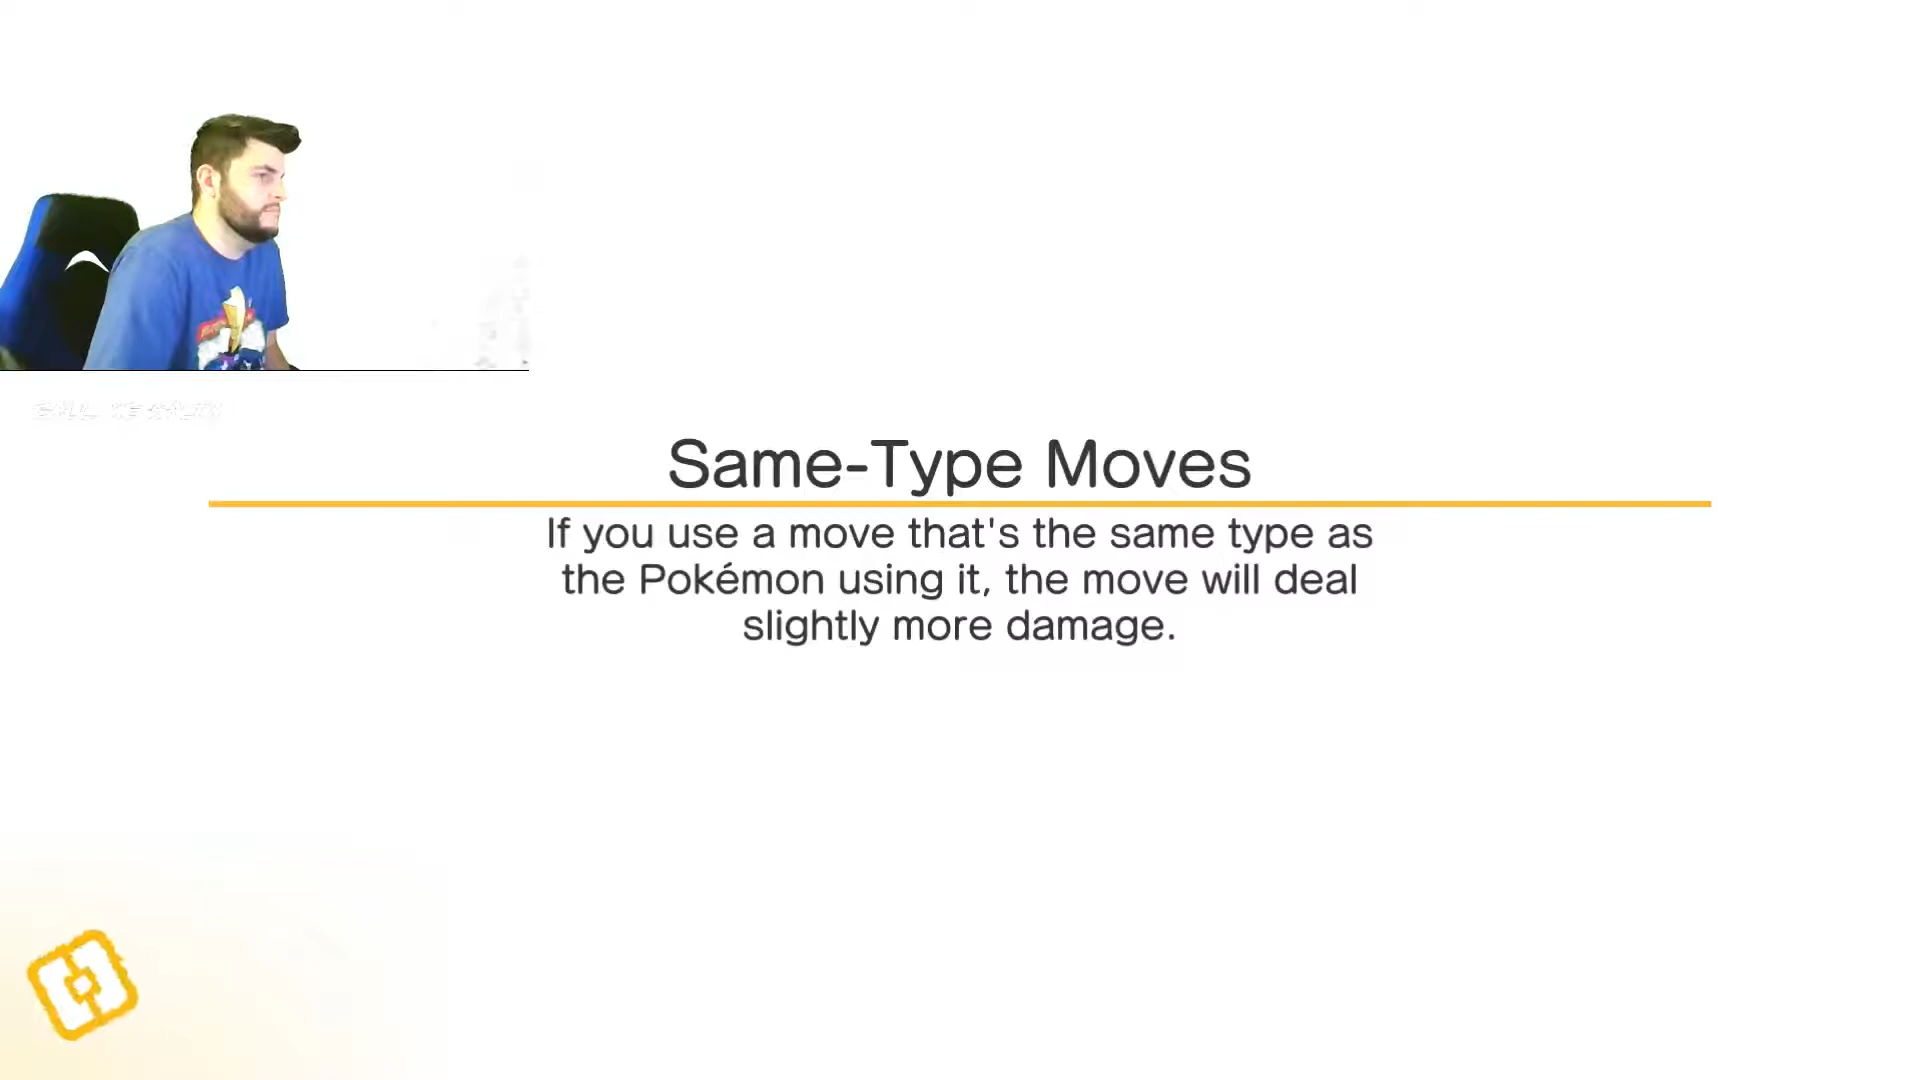 Same-Type Moves
If you use a move that's the same type as
the Pokémon using it, the move will deal
slightly more damage.